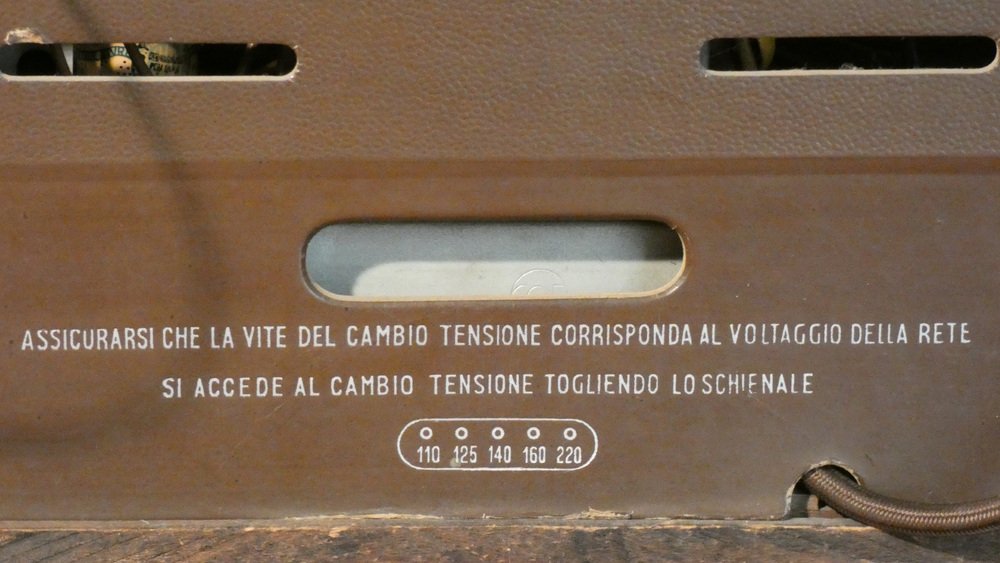 ASSICURARSI CHE LA VITE DEL CAMBIO TENSIONE CORRISPONDA AL VOLTAGGIO DELLA RETE
SI ACCEDE AL CAMBIO TENSIONE TOGLIENDO LO SCHIENALE
110 125 140 160 220